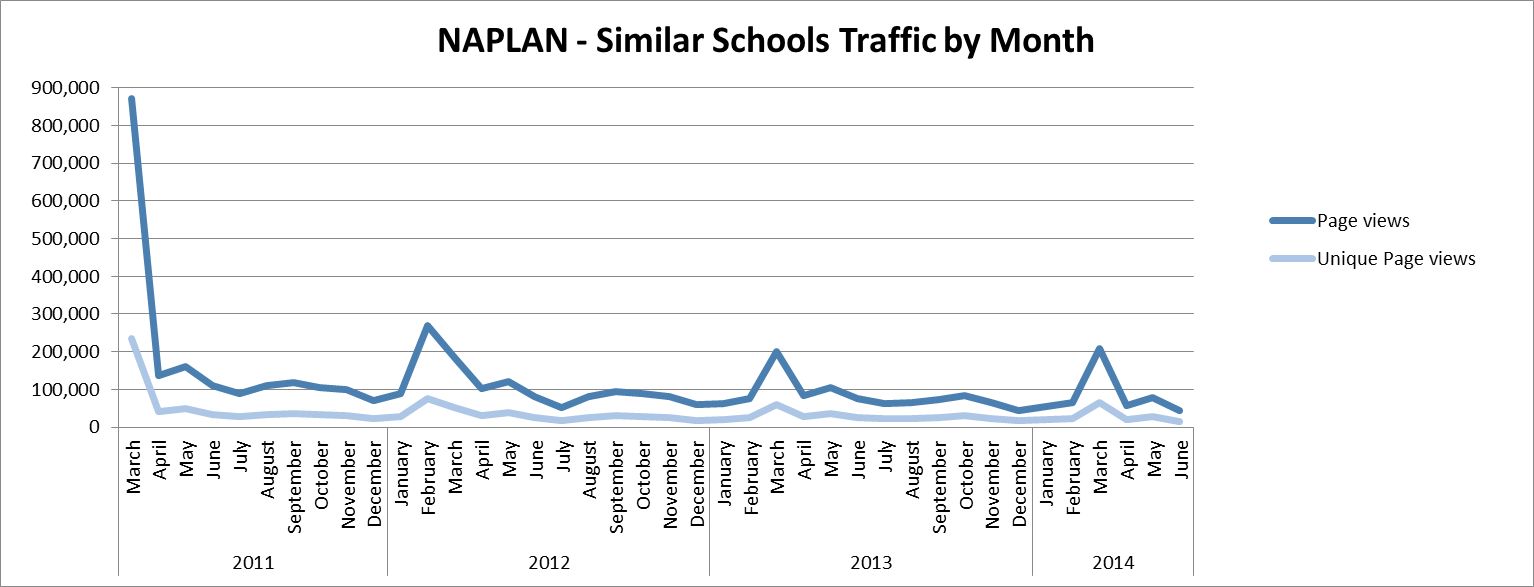 NAPLAN - Similar Schools Traffic by Month
900,000
800,000
700,000
600,000
500,000
400,000
300,000
200,000
100,000
0
Page views
Unique Page views
March
April
May
June
July
August
September
October
November
December
January
February
March
April
May
June
July
August
September
October
November
December
January
February
March
April
May
June
July
August
September
October
November
December
January
February
March
April
May
June
2011
2012
2013
2014